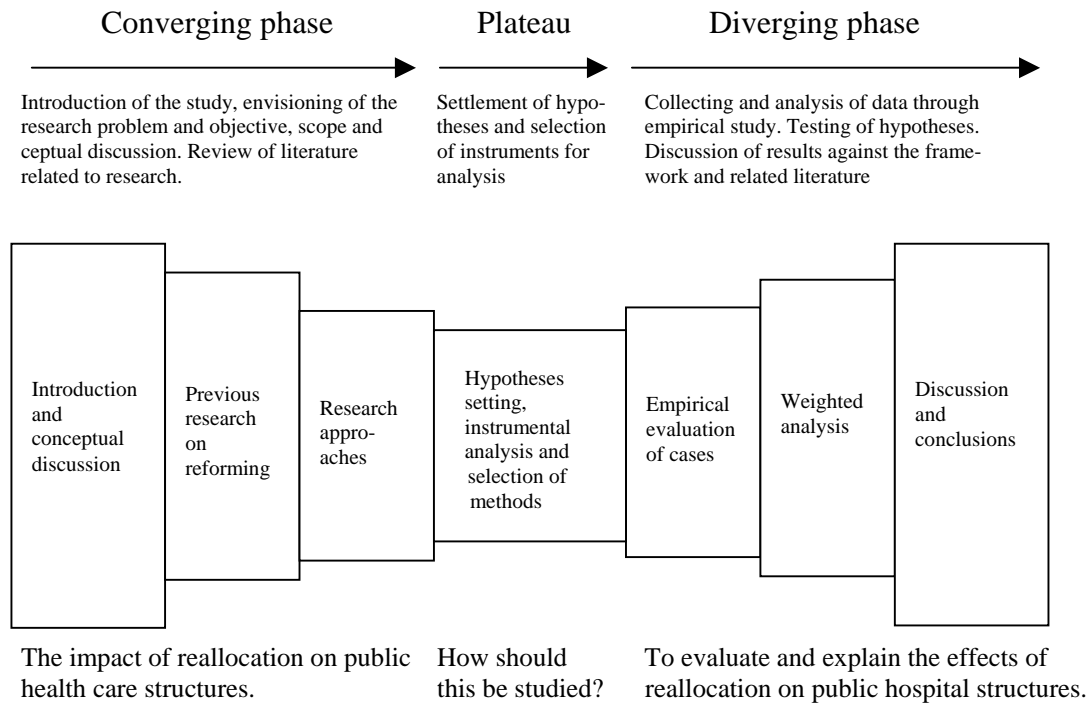 Converging phase
Plateau
Diverging phase
Introduction of the study, envisioning of the
research problem and objective, scope and
ceptual discussion. Review of literature
related to research.
Settlement of hypo-
theses and selection
of instruments for
analysis
Collecting and analysis of data through
empirical study. Testing of hypotheses.
Discussion of results against the frame-
work and related literature
Introduction
and
conceptual
discussion
Previous
research
on
reforming
Research
appro-
aches
Hypotheses
setting,
instrumental
analysis and
selection of
methods
Empirical
evaluation
of cases
Weighted
analysis
Discussion
and
conclusions
The impact of reallocation on public
health care structures.
How should
this be studied?
To evaluate and explain the effects of
reallocation on public hospital structures.